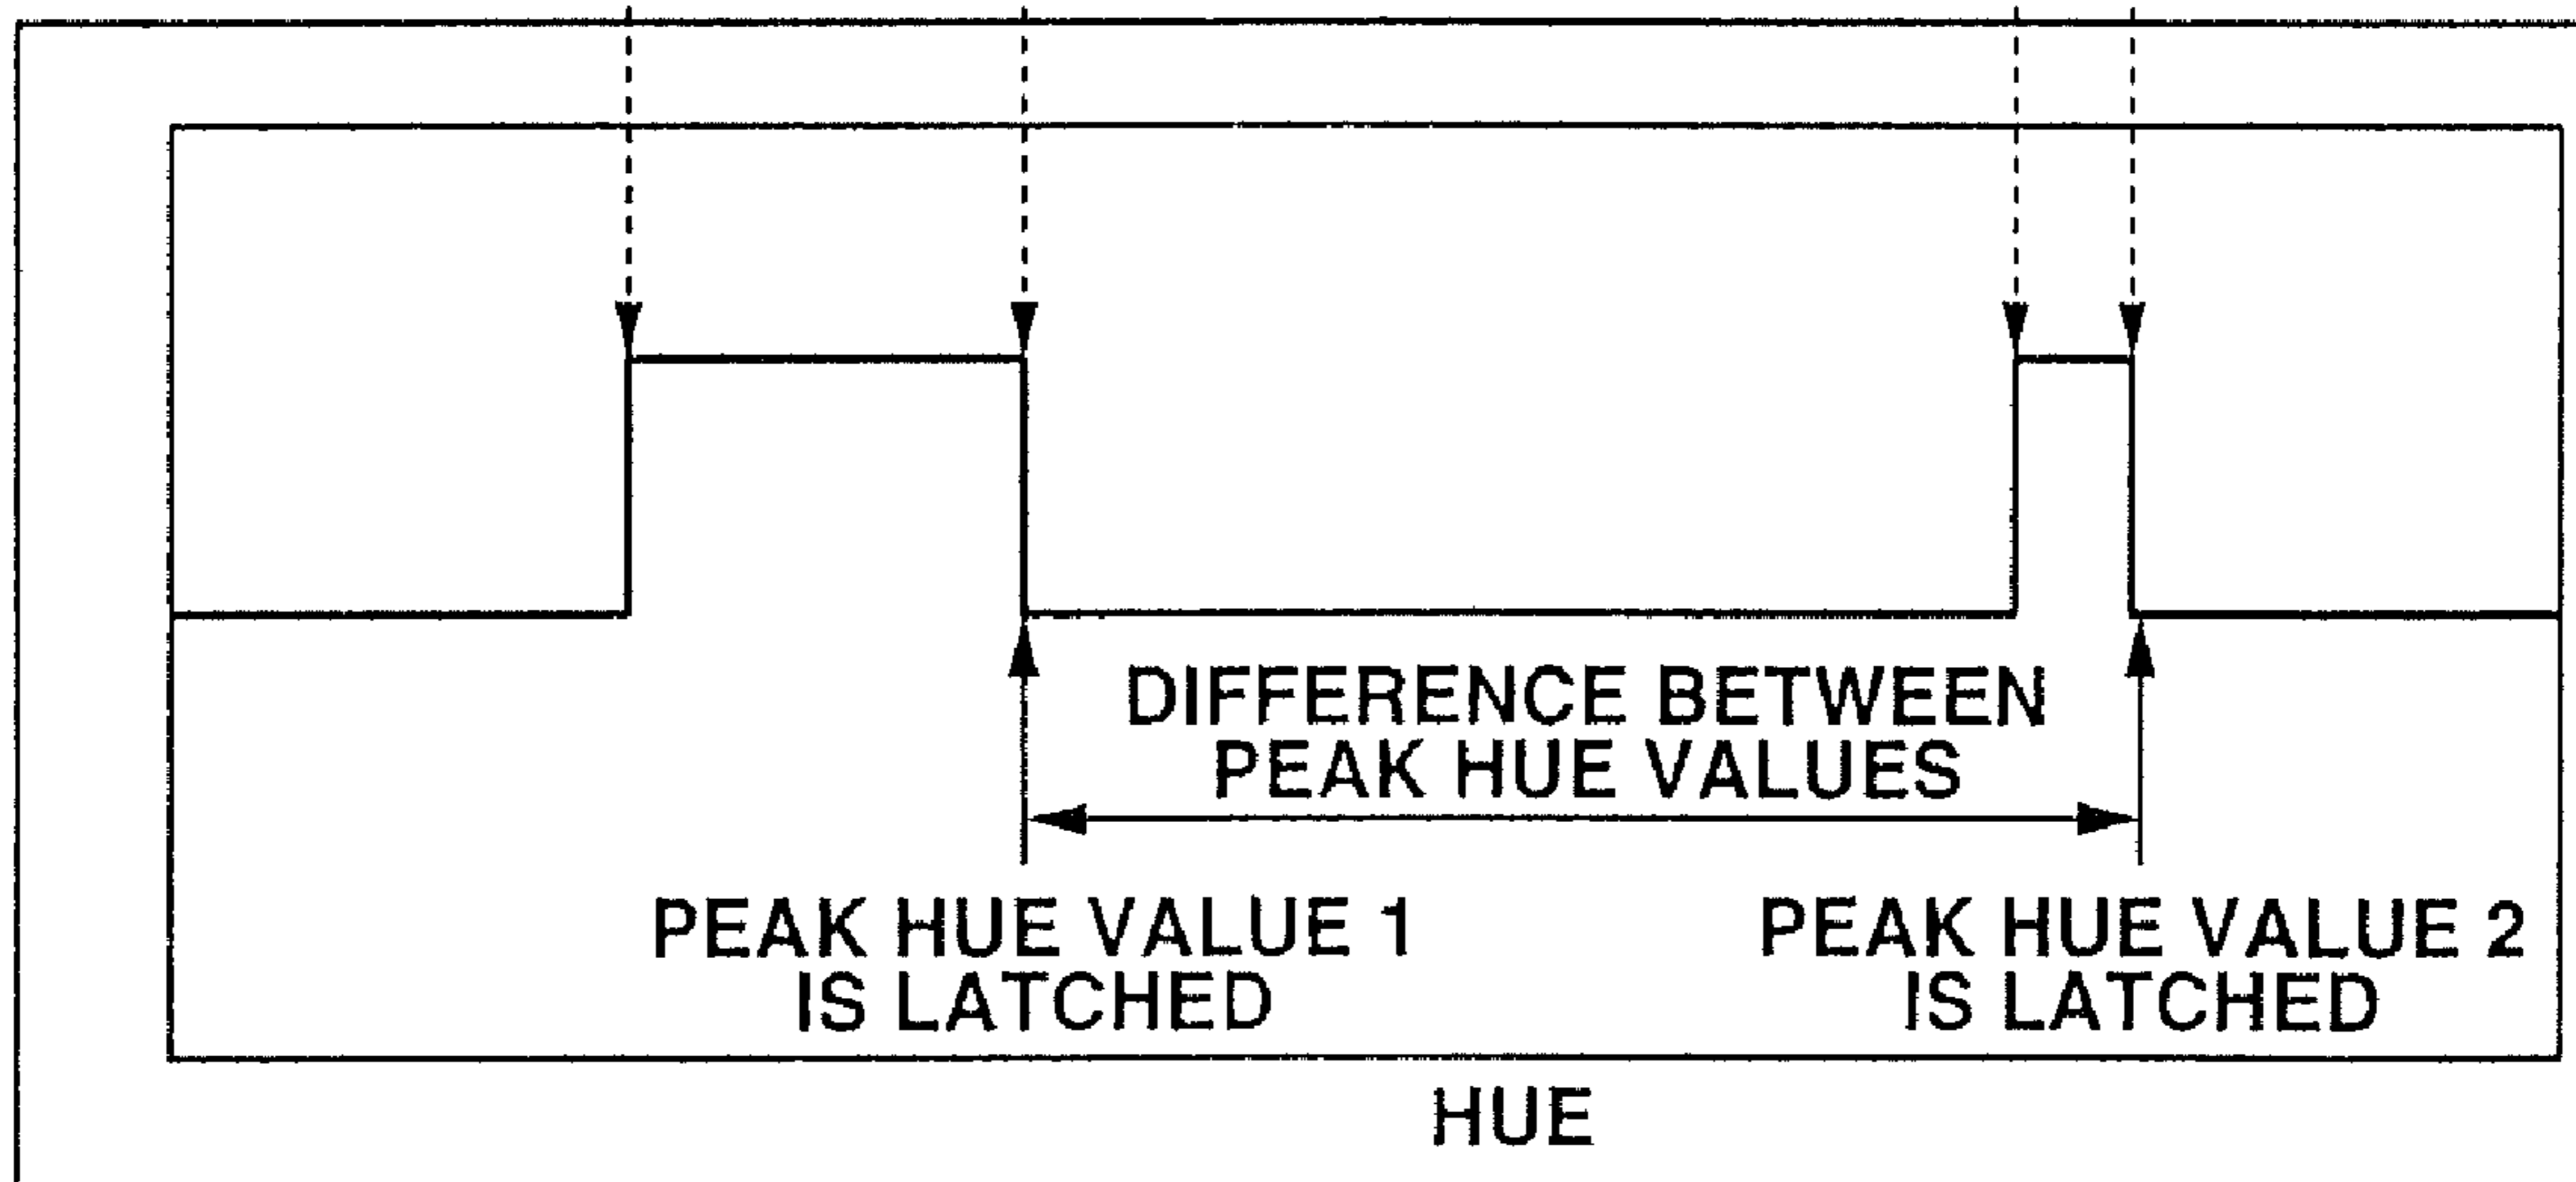 DIFFERENCE BETWEEN
PEAK HUE VALUES
PEAK HUE VALUE 1
IS LATCHED
PEAK HUE VALUE 2
IS LATCHED
HUE